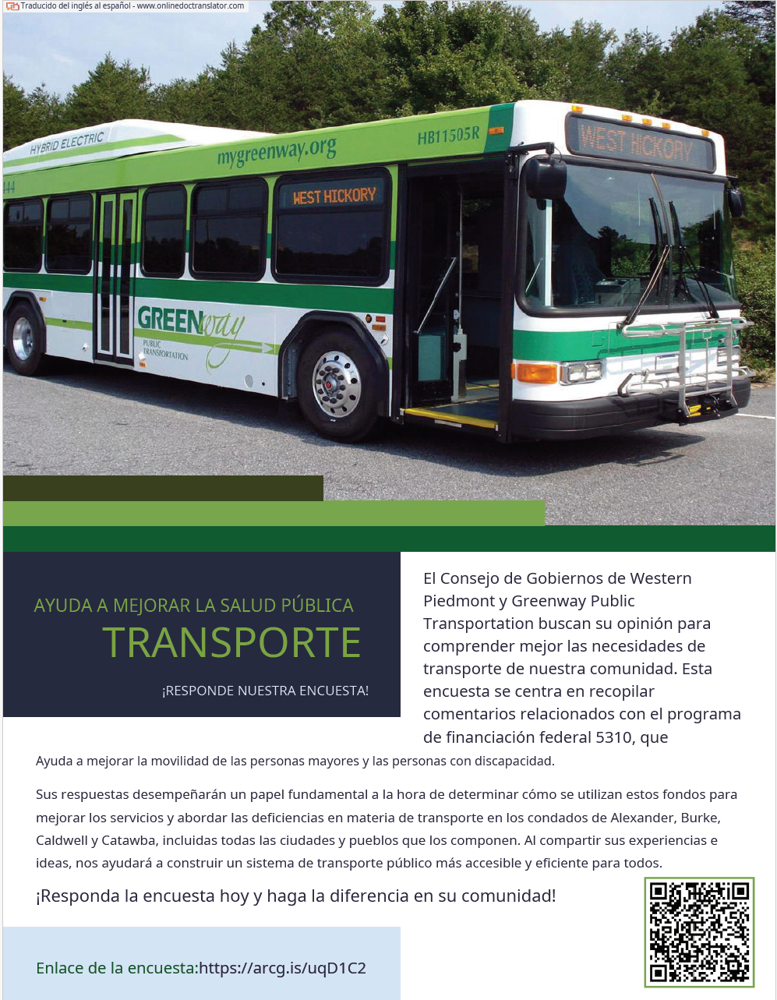 Traducido del inglés al español - www.onlinedoctranslator.com
HYBRID ELECTRIC
mygreenway.org
HB11505R
WEST HICKORY
444
WEST HICKORY
GREENway
PUBLIC
TRANSPORTATION
AYUDA A MEJORAR LA SALUD PÚBLICA
TRANSPORTE
¡RESPONDE NUESTRA ENCUESTA!
El Consejo de Gobiernos de Western
Piedmont y Greenway Public
Transportation buscan su opinión para
comprender mejor las necesidades de
transporte de nuestra comunidad. Esta
encuesta se centra en recopilar
comentarios relacionados con el programa
de financiación federal 5310, que
Ayuda a mejorar la movilidad de las personas mayores y las personas con discapacidad.
Sus respuestas desempeñarán un papel fundamental a la hora de determinar cómo se utilizan estos fondos para
mejorar los servicios y abordar las deficiencias en materia de transporte en los condados de Alexander, Burke,
Caldwell y Catawba, incluidas todas las ciudades y pueblos que los componen. Al compartir sus experiencias e
ideas, nos ayudará a construir un sistema de transporte público más accesible y eficiente para todos.
¡Responda la encuesta hoy y haga la diferencia en su comunidad!
Enlace de la encuesta:https://arcg.is/uqD1C2